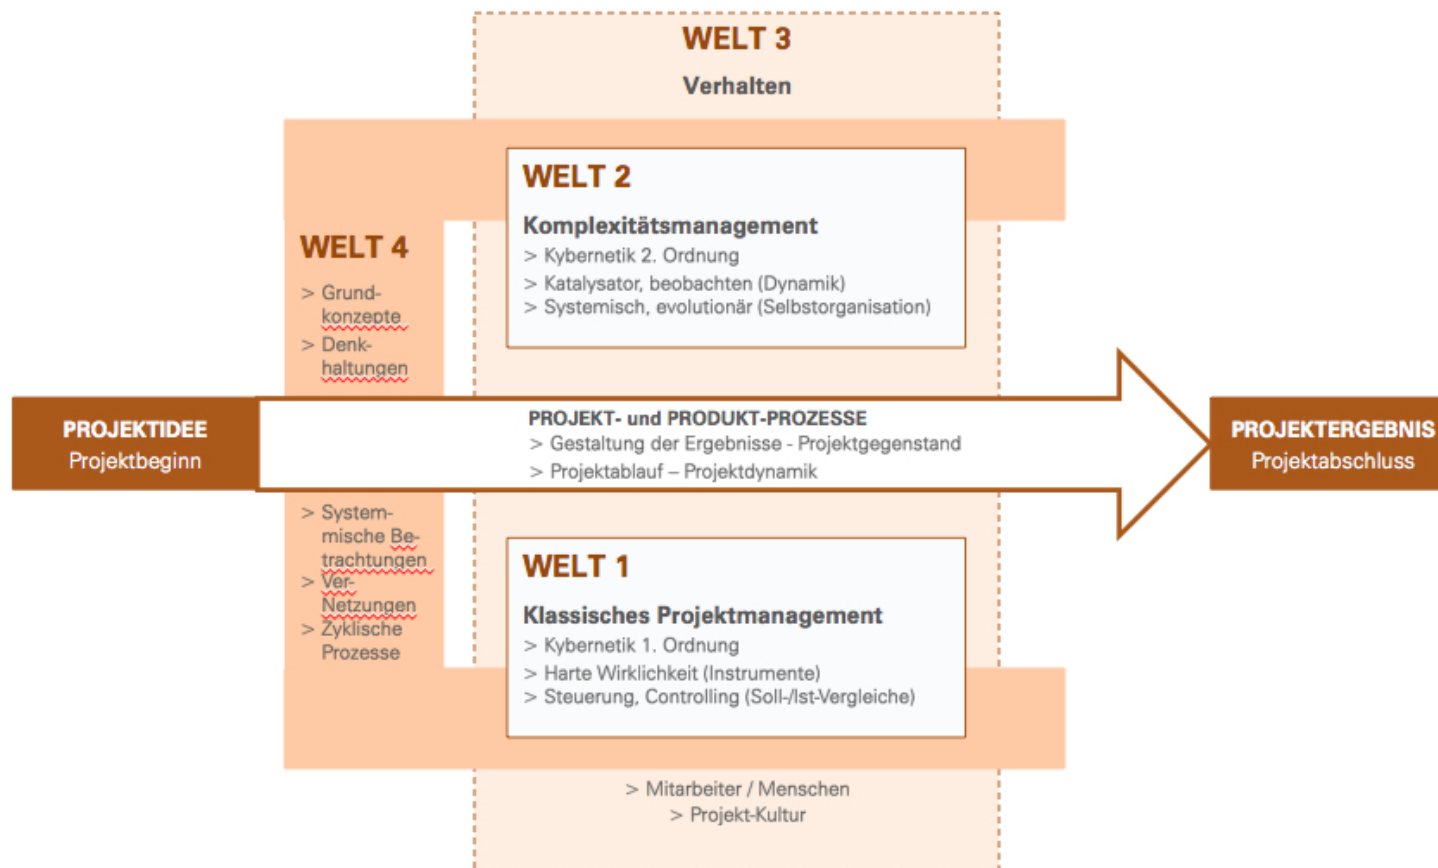 WELT 3
Verhalten
WELT 2
Komplexitätsmanagement
> Kybernetik 2. Ordnung
> Katalysator, beobachten (Dynamik)
> Systemisch, evolutionär (Selbstorganisation)
WELT 4
> Grund-
konzepte
> Denk-
haltungen
PROJEKTIDEE
Projektbeginn
PROJEKT- und PRODUKT-PROZESSE
> Gestaltung der Ergebnisse - Projektgegenstand
> Projektablauf – Projektdynamik
PROJEKTERGEBNIS
Projektabschluss
> System-
mische Be-
trachtungen
> Ver-
Netzungen
> Zyklische
Prozesse
WELT 1
Klassisches Projektmanagement
> Kybernetik 1. Ordnung
> Harte Wirklichkeit (Instrumente)
> Steuerung, Controlling (Soll-/Ist-Vergleiche)
> Mitarbeiter / Menschen
> Projekt-Kultur